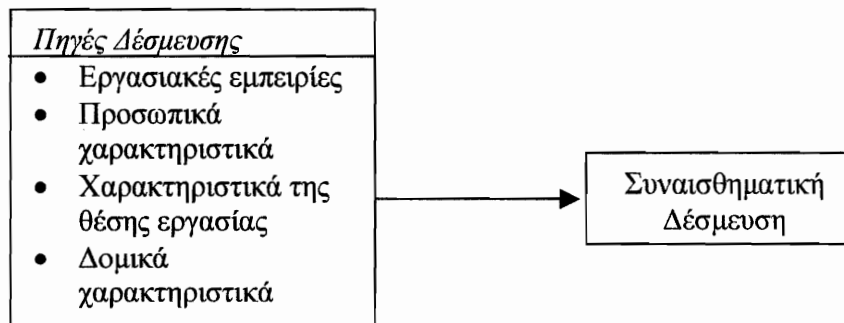 Πηγές Δέσμευσης
• Εργασιακές εμπειρίες
• Προσωπικά
χαρακτηριστικά
• Χαρακτηριστικά της
θέσης εργασίας
• Δομικά
χαρακτηριστικά
Συναισθηματική
Δέσμευση